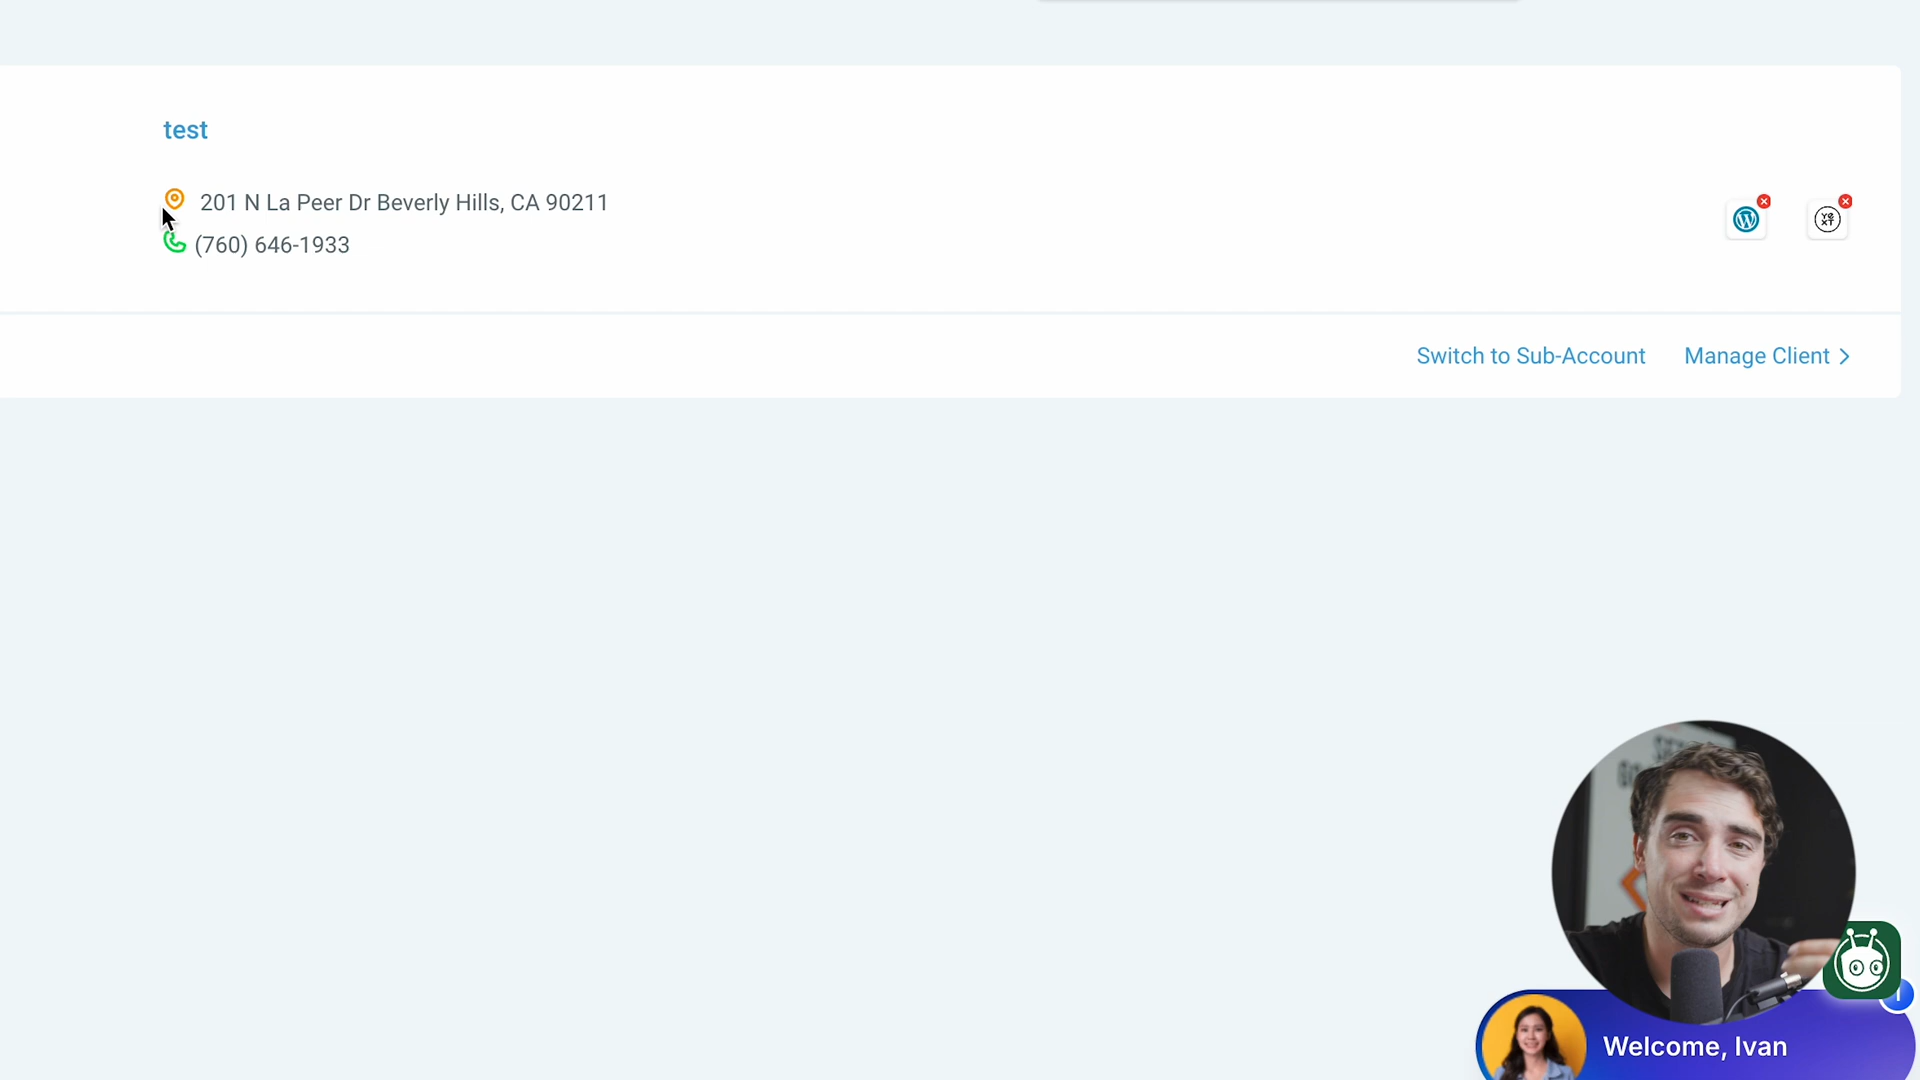 test
201 N La Peer Dr Beverly Hills, CA 90211
(760) 646-1933
YEXT
Switch to Sub-Account
Manage Client
Welcome, Ivan